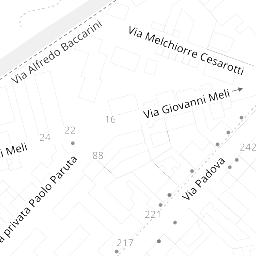 Via Alfredo Baccarini
Via Melchiorre Cesarotti
Via Giovanni Meli
16
22
24
i Meli
88
242
Via Padova
a privata Paolo Paruta
221
217